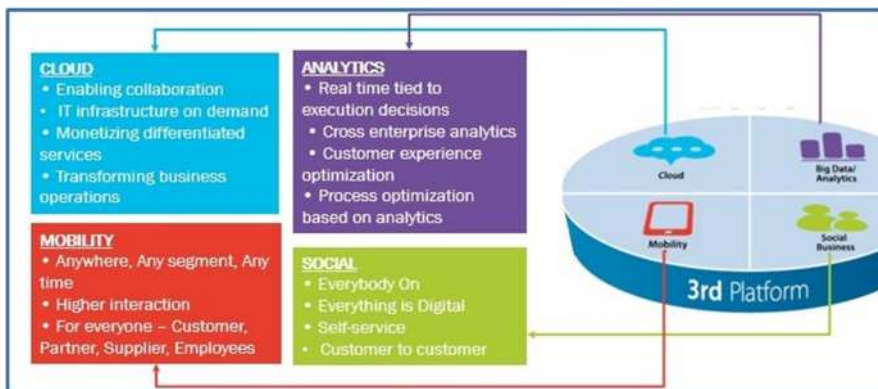 CLOUD
• Enabling collaboration
• IT infrastructure on demand
• Monetizing differentiated
services
• Transforming business
operations
ANALYTICS
• Real time tied to
execution decisions
• Cross enterprise analytics
• Customer experience
optimization
• Process optimization
based on analytics
MOBILITY
• Anywhere, Any segment, Any
time
• Higher interaction
• For everyone – Customer,
Partner, Supplier, Employees
SOCIAL
• Everybody On
• Everything is Digital
• Self-service
• Customer to customer
Cloud
Big Data/
Analytics
Mobility
Social
Business
3rd Platform